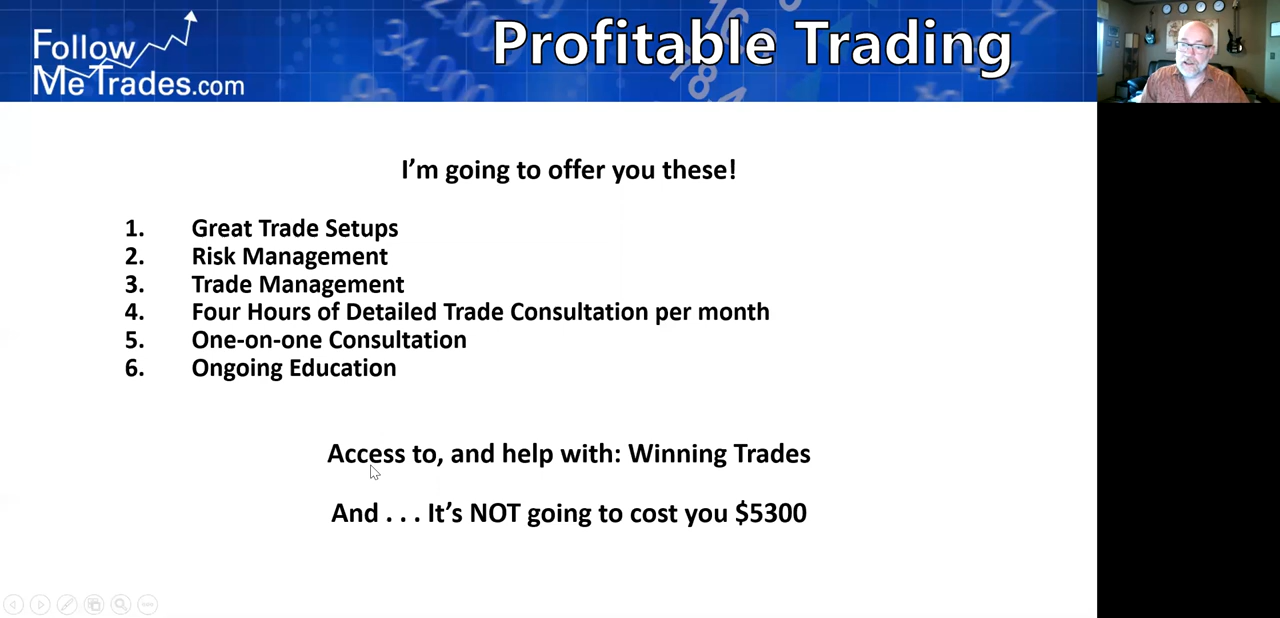 Follow
Me Trades.com
Profitable Trading
I'm going to offer you these!
1. Great Trade Setups
2. Risk Management
3. Trade Management
4. Four Hours of Detailed Trade Consultation per month
5. One-on-one Consultation
6. Ongoing Education
Access to, and help with: Winning Trades
And . . . It's NOT going to cost you $5300